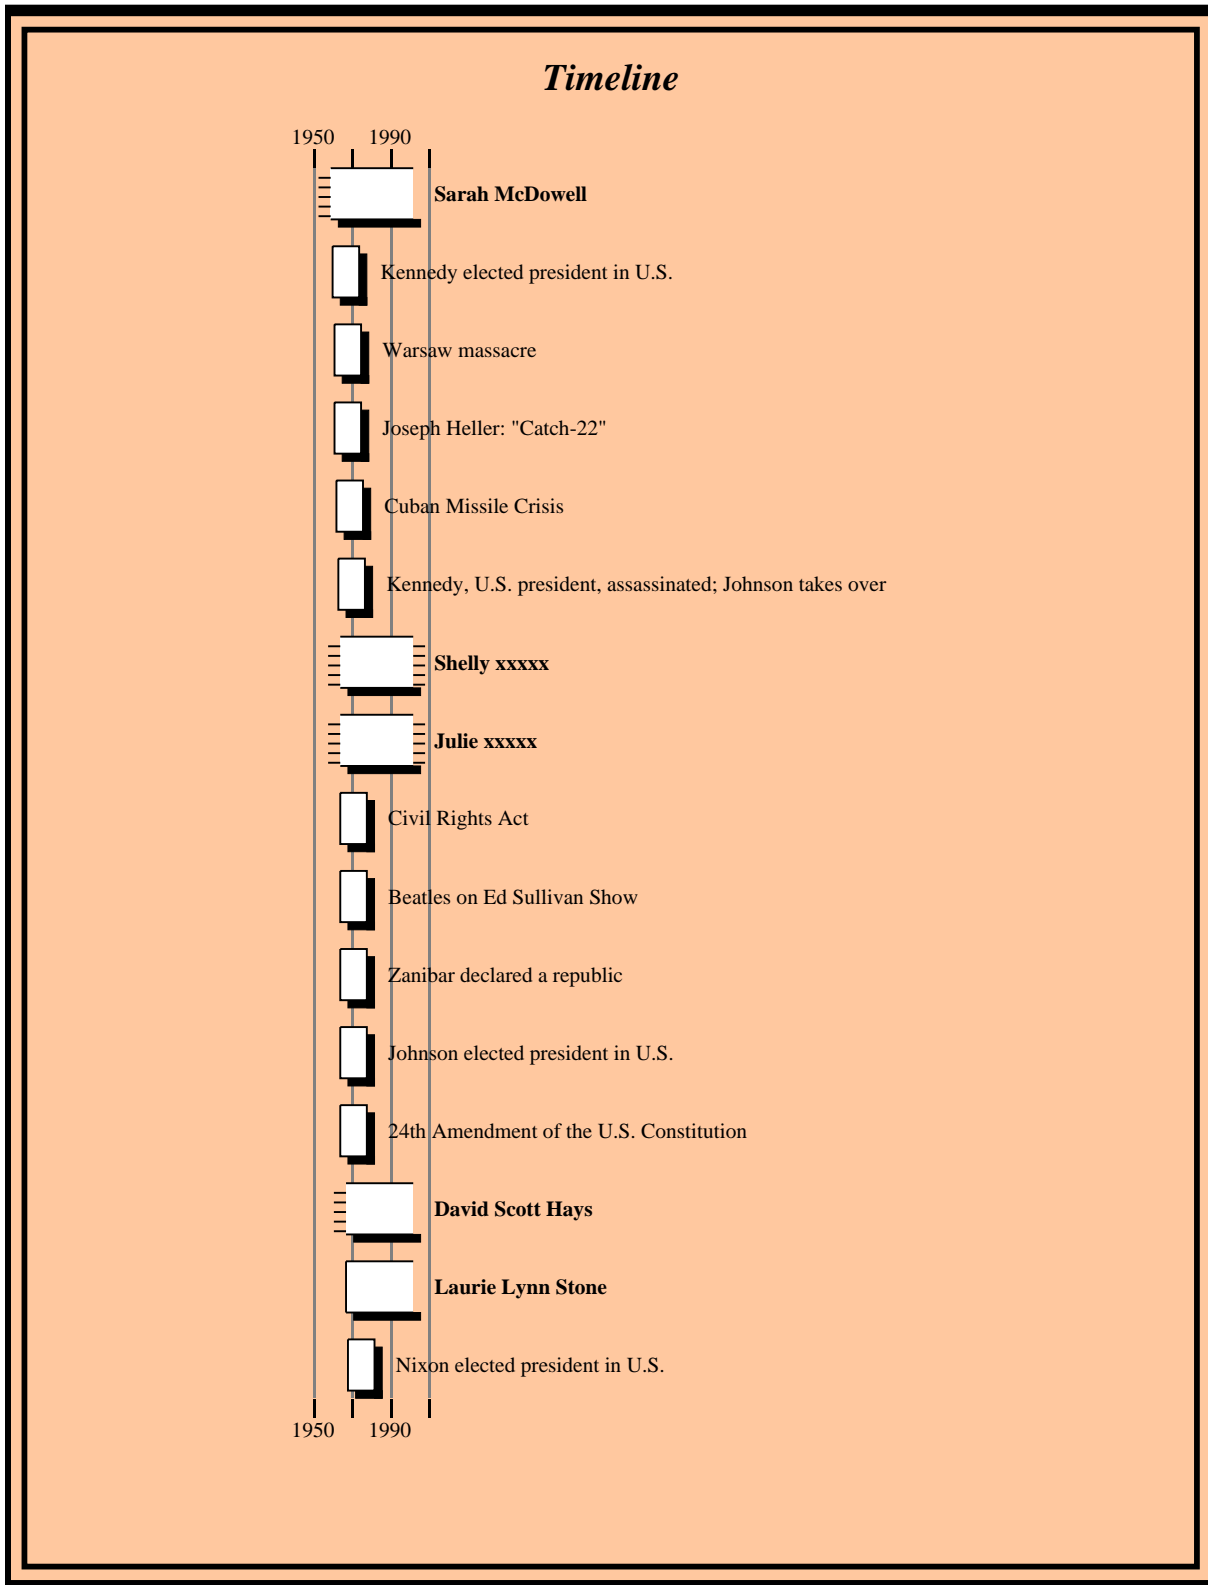 Timeline
1950 1990
Sarah McDowell
Kennedy elected president in U.S.
Warsaw massacre
Joseph Heller: "Catch-22"
Cuban Missile Crisis
Kennedy, U.S. president, assassinated; Johnson takes over
Shelly xxxxx
Julie xxxxx
Civil Rights Act
Beatles on Ed Sullivan Show
Zanibar declared a republic
Johnson elected president in U.S.
24th Amendment of the U.S. Constitution
David Scott Hays
Laurie Lynn Stone
Nixon elected president in U.S.
1950 1990